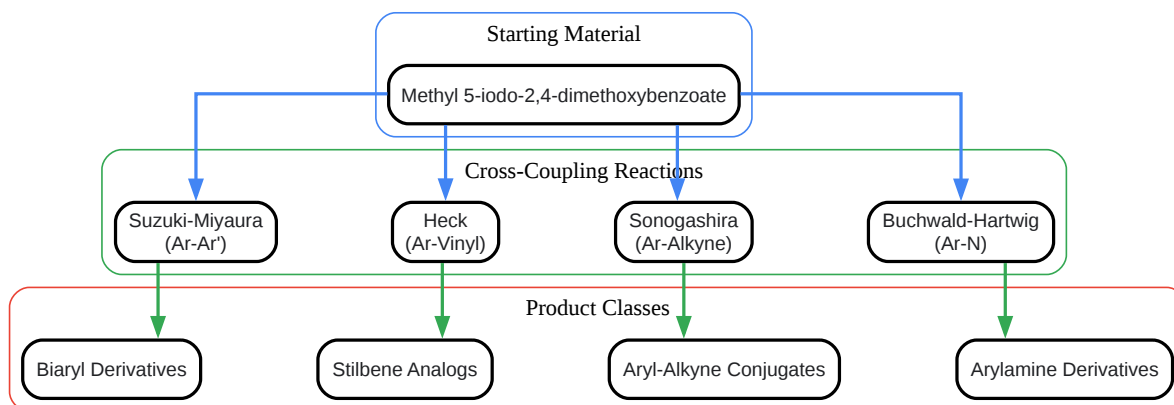 Starting Material
Methyl 5-iodo-2,4-dimethoxybenzoate
Cross-Coupling Reactions
Suzuki-Miyaura
(Ar-Ar')
Heck
(Ar-Vinyl)
Sonogashira
(Ar-Alkyne)
Buchwald-Hartwig
(Ar-N)
Product Classes
Biaryl Derivatives
Stilbene Analogs
Aryl-Alkyne Conjugates
Arylamine Derivatives